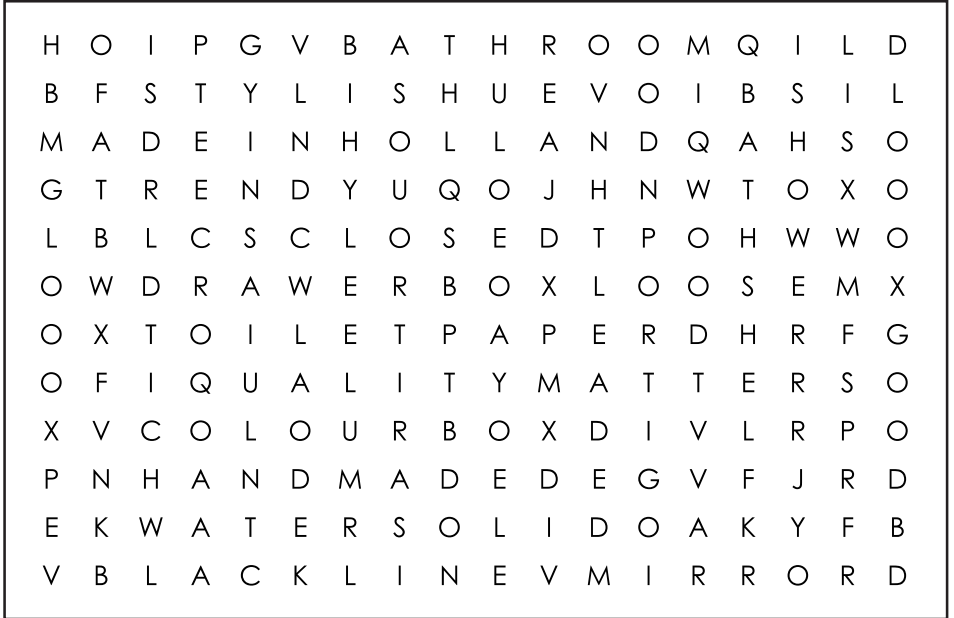 H O I P G V B A T H R O O M Q I L D
B F S T Y L I S H U E V O I B S I L
M A D E I N H O L L A N D Q A H S O
G T R E N D Y U Q O J H N W T O X O
L B L C S C L O S E D T P O H W W O
O W D R A W E R B O X L O O S E M X
O X T O I L E T P A P E R D H R F G
O F I Q U A L I T Y M A T T E R S O
X V C O L O U R B O X D I V L R P O
P N H A N D M A D E D E G V F J R D
E K W A T E R S O L I D O A K Y F B
V B L A C K L I N E V M I R R O R D